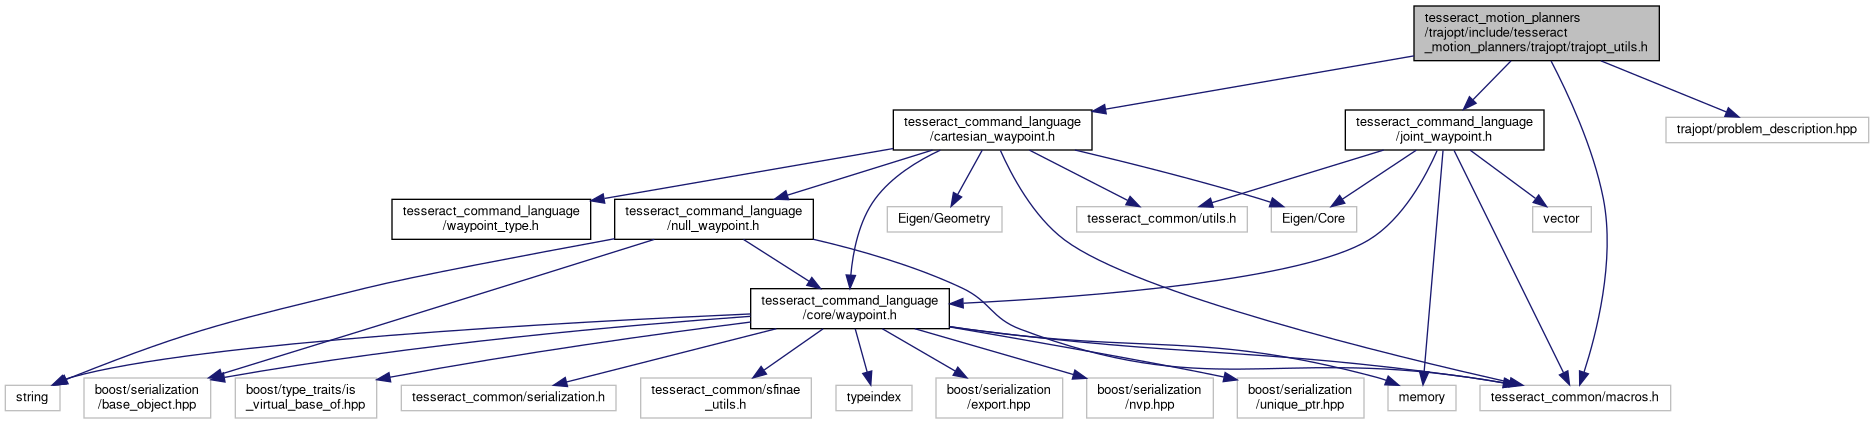 tesseract_motion_planners
/trajopt/include/tesseract
_motion_planners/trajopt/trajopt_utils.h
tesseract_command_language
/cartesian_waypoint.h
tesseract_command_language
/joint_waypoint.h
trajopt/problem_description.hpp
tesseract_command_language
/waypoint_type.h
tesseract_command_language
/null_waypoint.h
Eigen/Geometry
tesseract_common/utils.h
Eigen/Core
vector
tesseract_command_language
/core/waypoint.h
string
boost/serialization
/base_object.hpp
boost/type_traits/is
_virtual_base_of.hpp
tesseract_common/serialization.h
tesseract_common/sfinae
_utils.h
typeindex
boost/serialization
/export.hpp
boost/serialization
/nvp.hpp
boost/serialization
/unique_ptr.hpp
memory
tesseract_common/macros.h